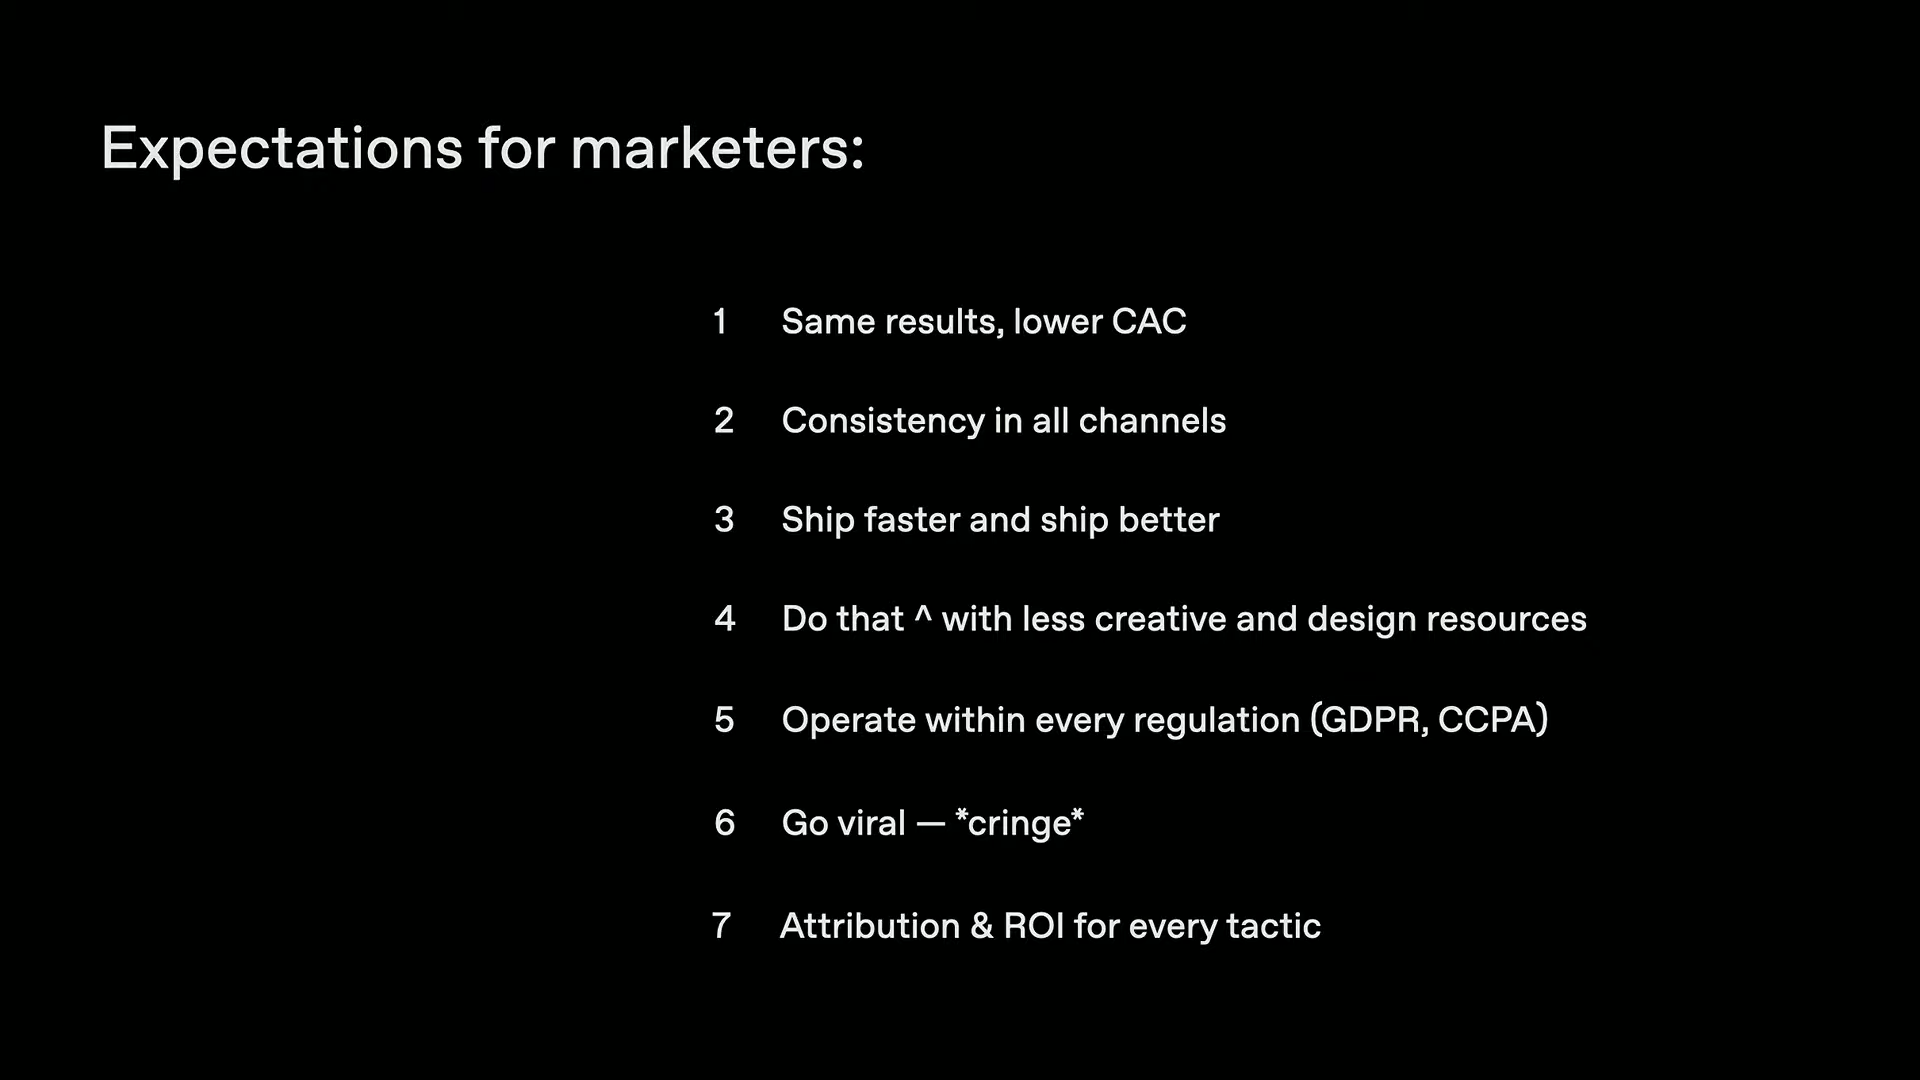 Expectations for marketers:
1 Same results, lower CAC
2 Consistency in all channels
3 Ship faster and ship better
4 Do that ^ with less creative and design resources
5 Operate within every regulation (GDPR, CCPA)
6 Go viral — *cringe*
7 Attribution & ROI for every tactic